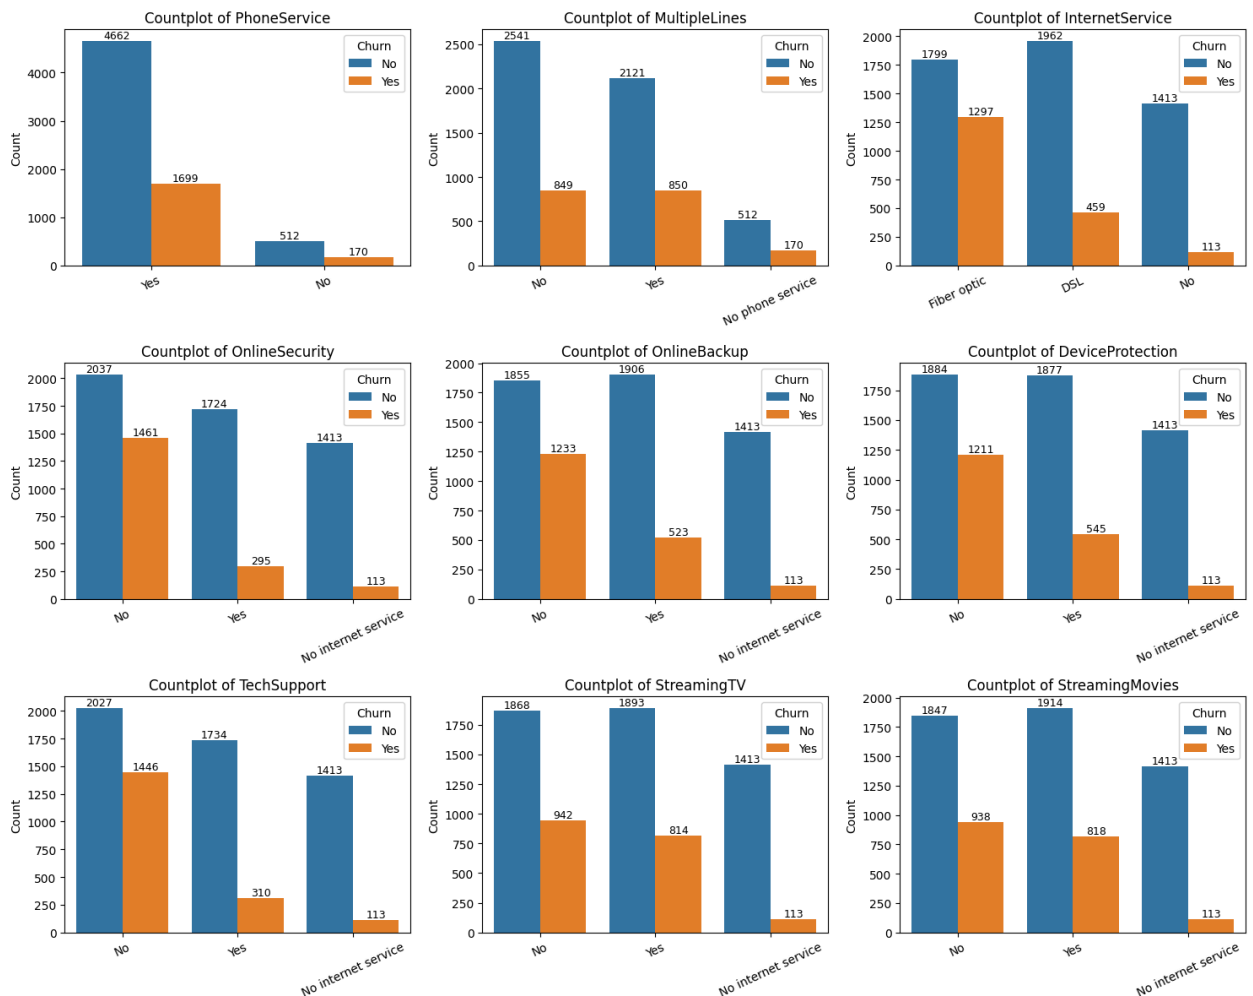 Countplot of PhoneService
Count
4000
3000
2000
1000
0
4662
1699
512
170
Yes
No
Churn
No
Yes
Countplot of MultipleLines
Count
2500
2000
1500
1000
500
0
2541
849
2121
850
512
170
No
Yes
No phone service
Churn
No
Yes
Countplot of InternetService
Count
2000
1750
1500
1250
1000
750
500
250
0
1799
1297
1962
459
1413
113
Fiber optic
DSL
No
Churn
No
Yes
Countplot of OnlineSecurity
Count
2000
1750
1500
1250
1000
750
500
250
0
2037
1461
1724
295
1413
113
No
Yes
No internet service
Churn
No
Yes
Countplot of OnlineBackup
Count
2000
1750
1500
1250
1000
750
500
250
0
1855
1233
1906
523
1413
113
No
Yes
No internet service
Churn
No
Yes
Countplot of DeviceProtection
Count
1750
1500
1250
1000
750
500
250
0
1884
1211
1877
545
1413
113
No
Yes
No internet service
Churn
No
Yes
Countplot of TechSupport
Count
2000
1750
1500
1250
1000
750
500
250
0
2027
1446
1734
310
1413
113
No
Yes
No internet service
Churn
No
Yes
Countplot of StreamingTV
Count
1750
1500
1250
1000
750
500
250
0
1868
942
1893
814
1413
113
No
Yes
No internet service
Churn
No
Yes
Countplot of StreamingMovies
Count
2000
1750
1500
1250
1000
750
500
250
0
1847
938
1914
818
1413
113
No
Yes
No internet service
Churn
No
Yes